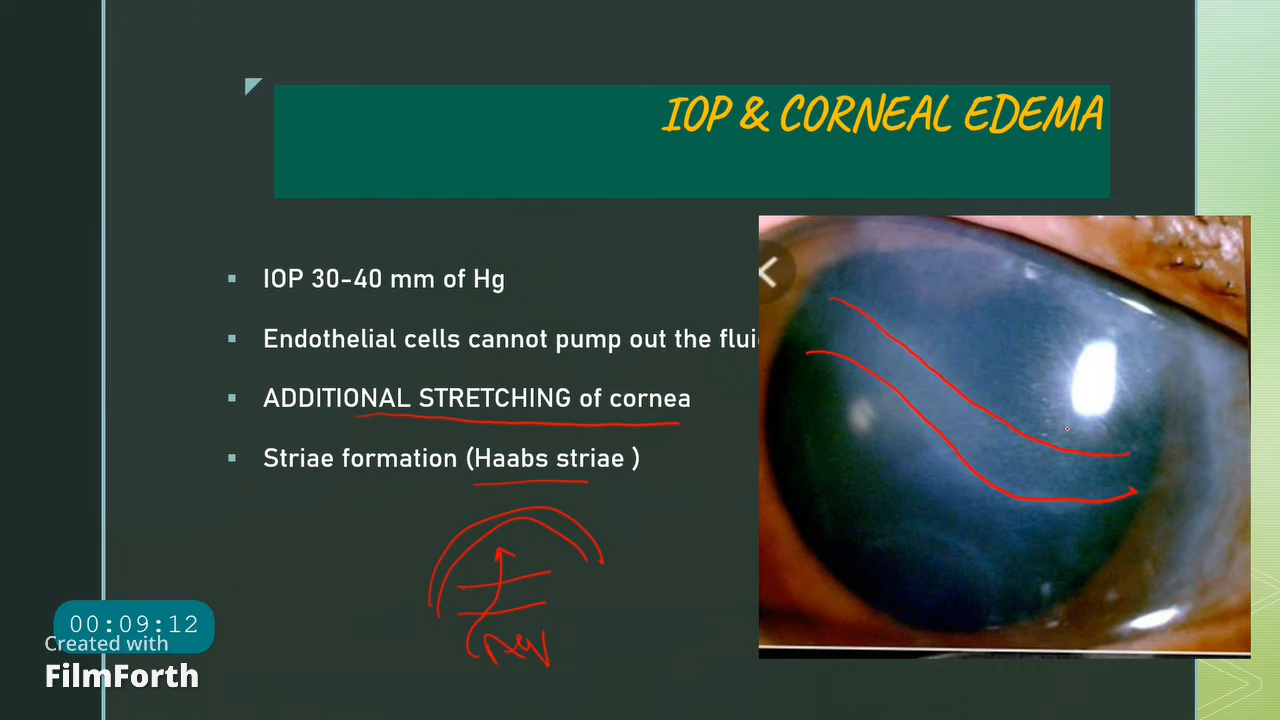 IOP & CORNEAL EDEMA
IOP 30-40 mm of Hg
Endothelial cells cannot pump out the flui
ADDITIONAL STRETCHING of cornea
Striae formation (Haabs striae )
00:09:12
Created with
FilmForth